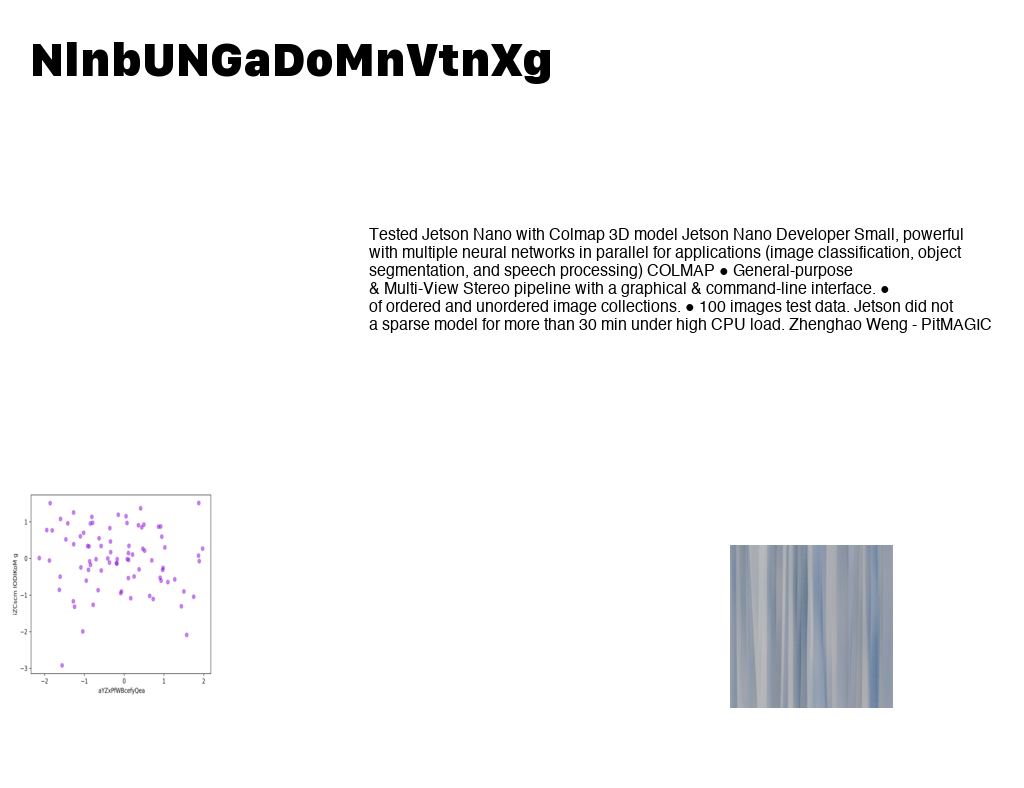 NlnbUNGaDoMnVtnXg
Tested Jetson Nano with Colmap 3D model Jetson Nano Developer Small, powerful
with multiple neural networks in parallel for applications (image classification, object
segmentation, and speech processing) COLMAP ● General-purpose
& Multi-View Stereo pipeline with a graphical & command-line interface. ●
of ordered and unordered image collections. ● 100 images test data. Jetson did not
a sparse model for more than 30 min under high CPU load. Zhenghao Weng - PitMAGIC
1
0
−1
−2
−3
−2 −1 0 1 2
aYZxPfWBcefyQea